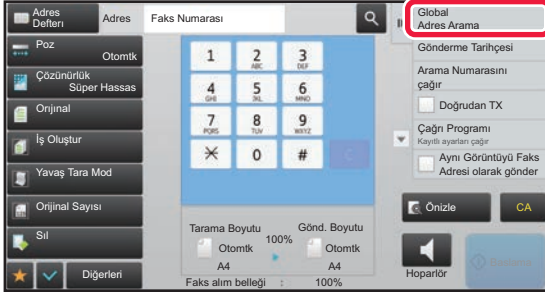 Adres
Defteri
Adres
Faks Numarası
Poz
Otomtk
Çözünürlük
Süper Hassas
Orijinal
İş Oluştur
Yavaş Tara Mod
Orijinal Sayısı
Sil
Diğerleri
1
2
ABC
3
DEF
4
GHI
5
JKL
6
MNO
7
PQRS
8
TUV
9
WXYZ
0
#
C
Tarama Boyutu
Gönd. Boyutu
Otomtk
100%
Otomtk
A4
A4
Faks alım belleği : 100%
Global
Adres Arama
Gönderme Tarihçesi
Arama Numarasını
çağır
Doğrudan TX
Çağrı Programı
Kayıtlı ayarları çağır
Aynı Görüntüyü Faks
Adresi olarak gönder
Önizle
CA
Hoparlör